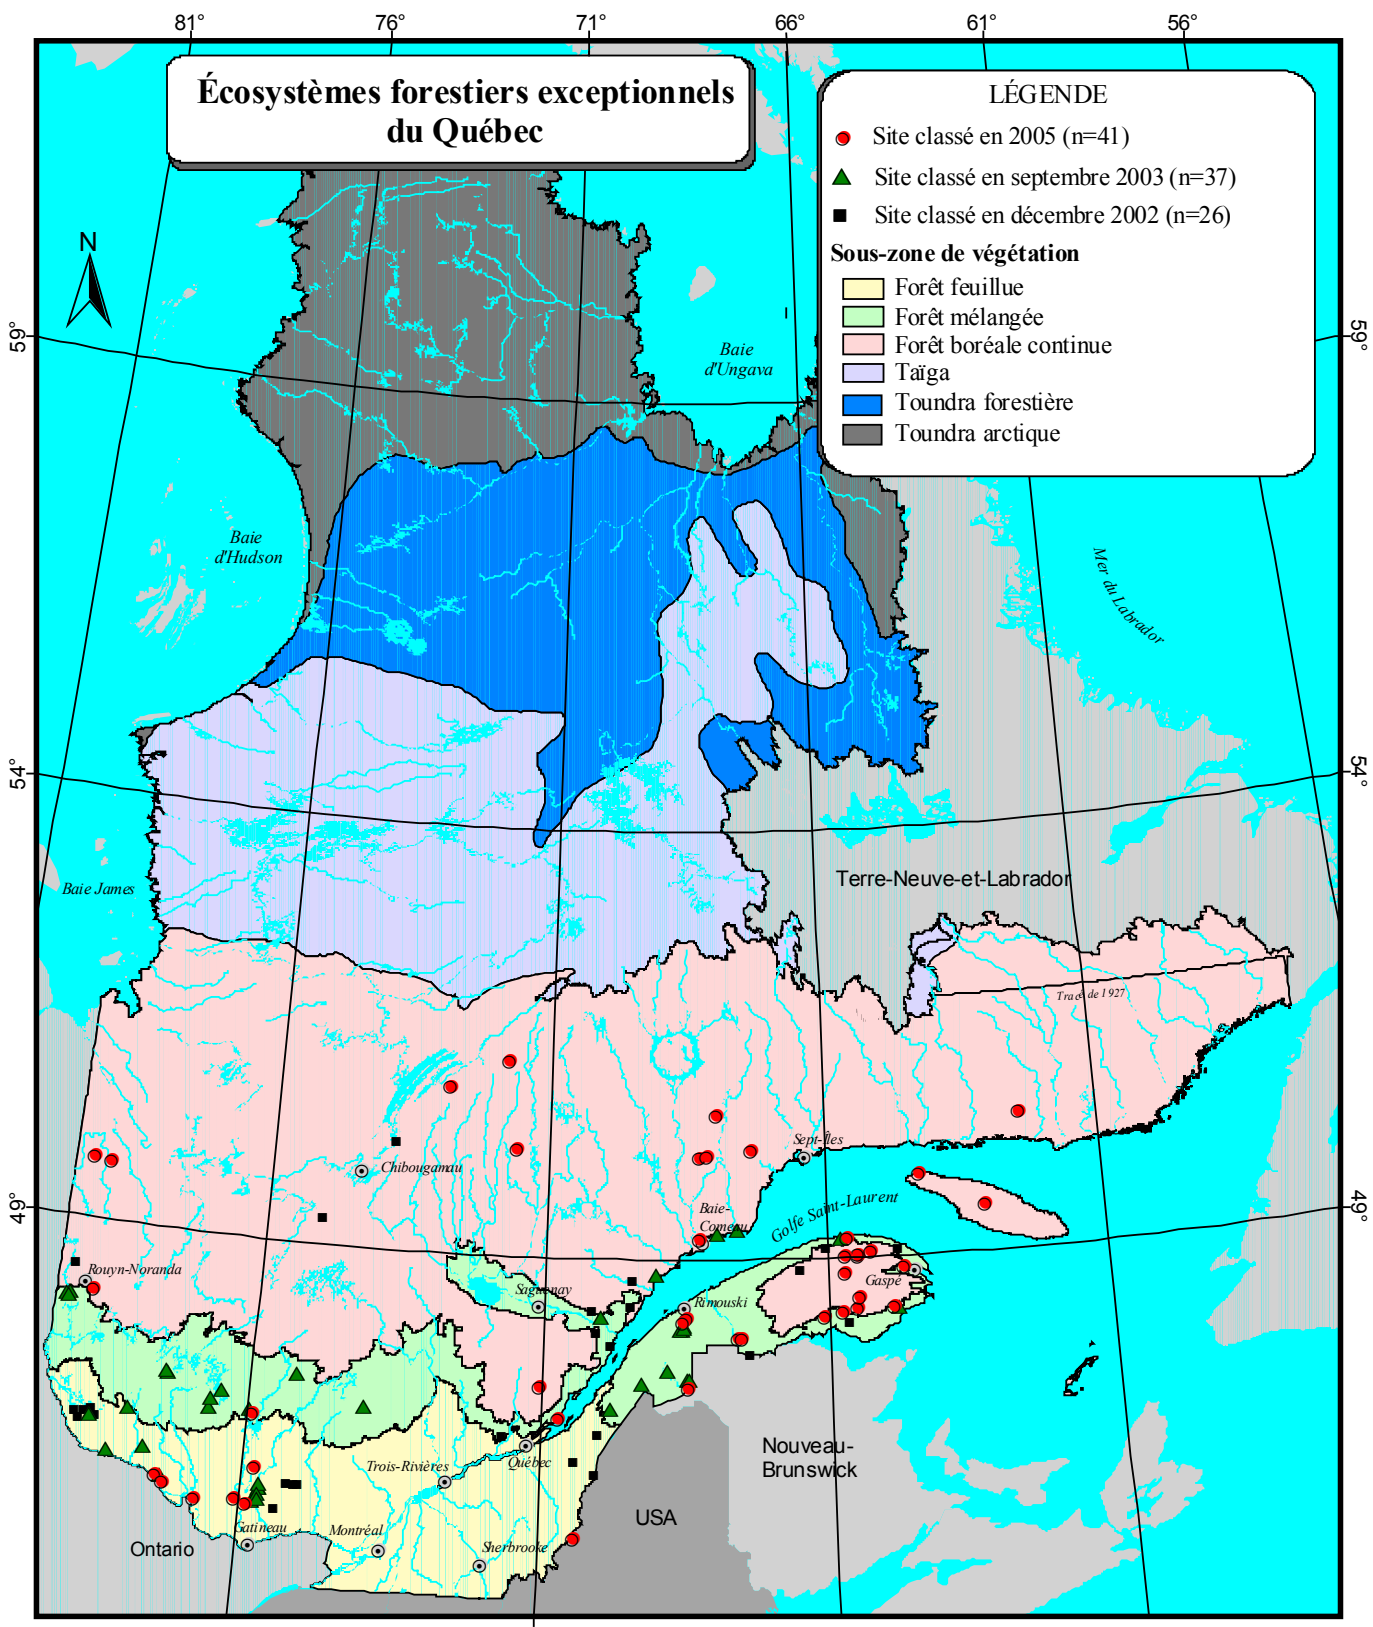 81°
76°
71°
66°
61°
56°
Écosystèmes forestiers exceptionnels
du Québec
LÉGENDE
Site classé en 2005 (n=41)
Site classé en septembre 2003 (n=37)
Site classé en décembre 2002 (n=26)
Sous-zone de végétation
Forêt feuillue
Forêt mélangée
Forêt boréale continue
Taïga
Toundra forestière
Toundra arctique
N
59°
59°
Baie
d'Ungava
Baie
d'Hudson
Mer du Labrador
54°
54°
Baie James
Terre-Neuve-et-Labrador
Tracé de 1927
Sept-Îles
Chibougamau
49°
49°
Baie-
Comeau
Golfe Saint-Laurent
Rouyn-Noranda
Saguenay
Gaspé
Rimouski
Nouveau-
Brunswick
Trois-Rivières
Québec
USA
Gatineau
Montréal
Sherbrooke
Ontario